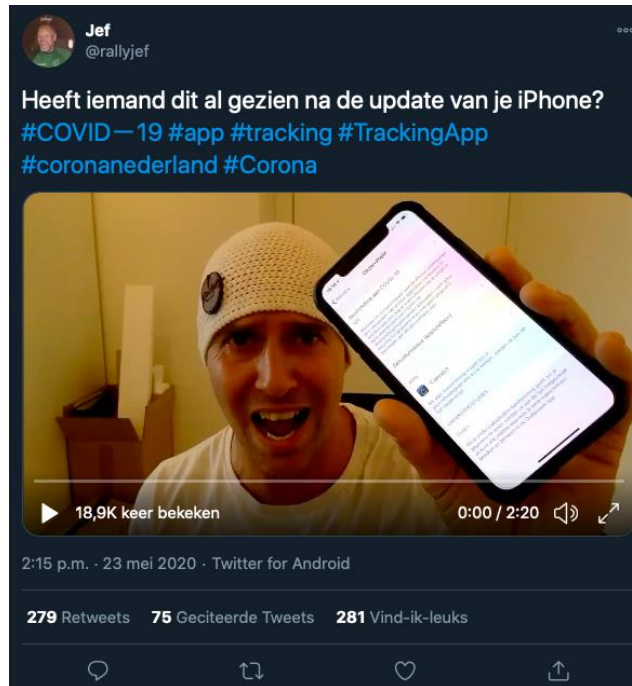 Jef
@rallyjef
Heeft iemand dit al gezien na de update van je iPhone?
#COVID—19 #app #tracking #TrackingApp
#coronanederland #Corona
18,9K keer bekeken
0:00 / 2:20
2:15 p.m. · 23 mei 2020 · Twitter for Android
279 Retweets 75 Geciteerde Tweets 281 Vind-ik-leuks